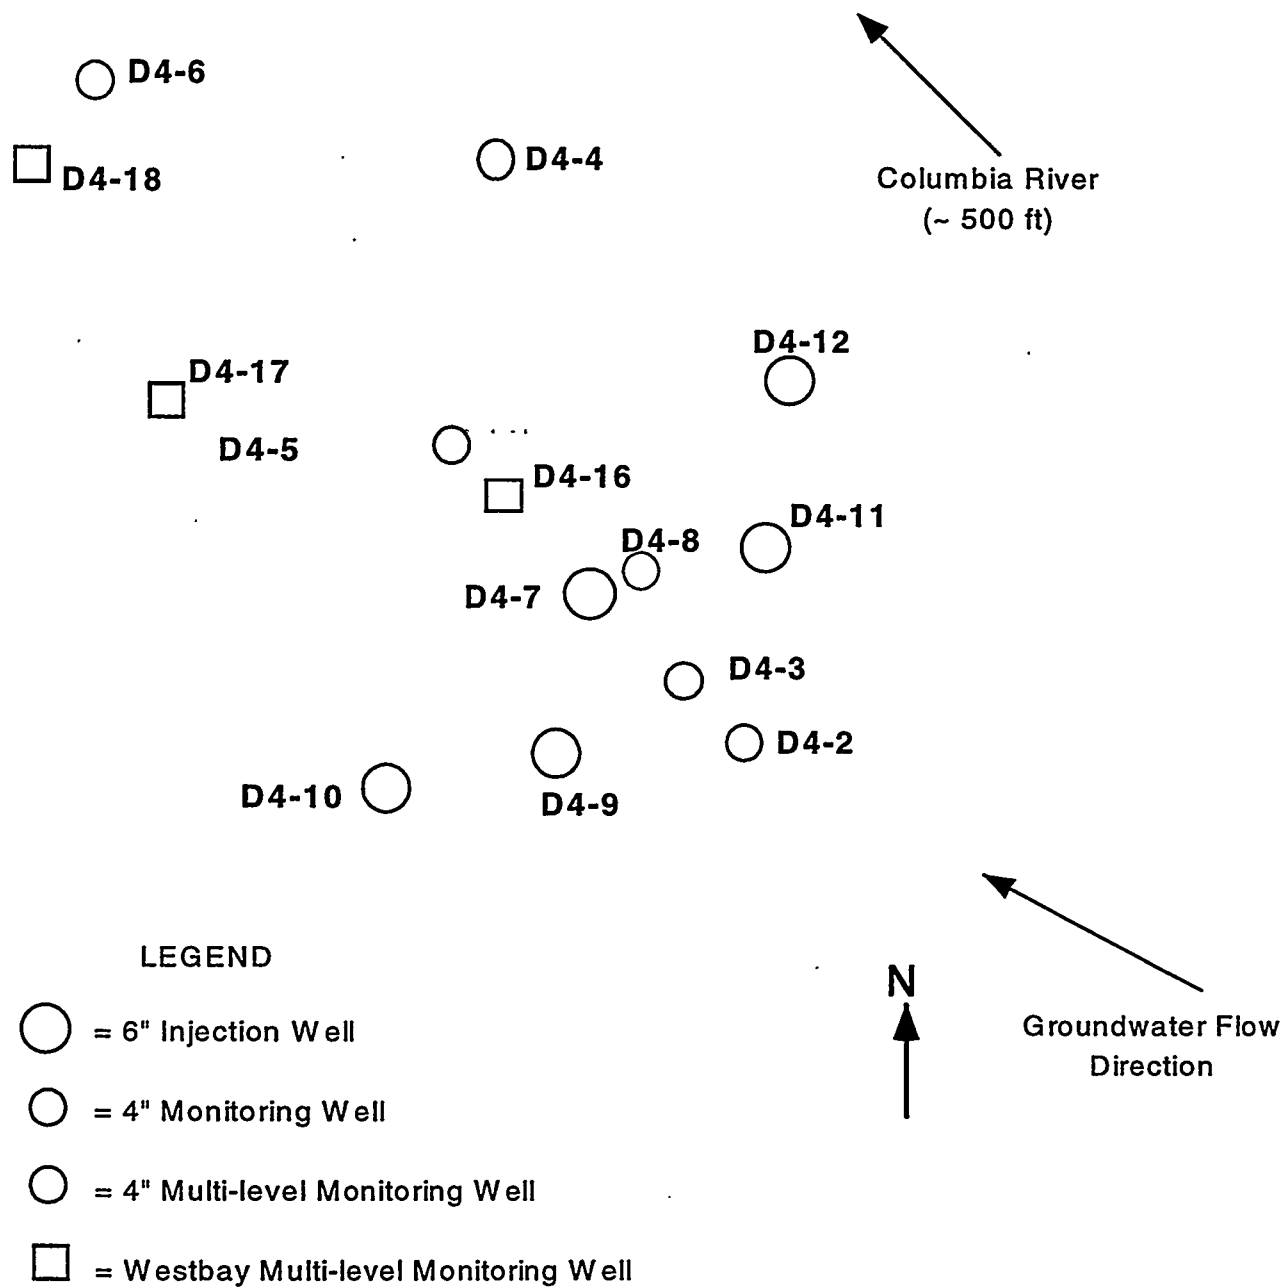 D4-6
D4-18
D4-4
Columbia River
(~ 500 ft)
D4-12
D4-17
D4-5
D4-16
D4-11
D4-8
D4-7
D4-3
D4-2
D4-10
D4-9
LEGEND
= 6" Injection Well
= 4" Monitoring Well
= 4" Multi-level Monitoring Well
= Westbay Multi-level Monitoring Well
N
Groundwater Flow
Direction